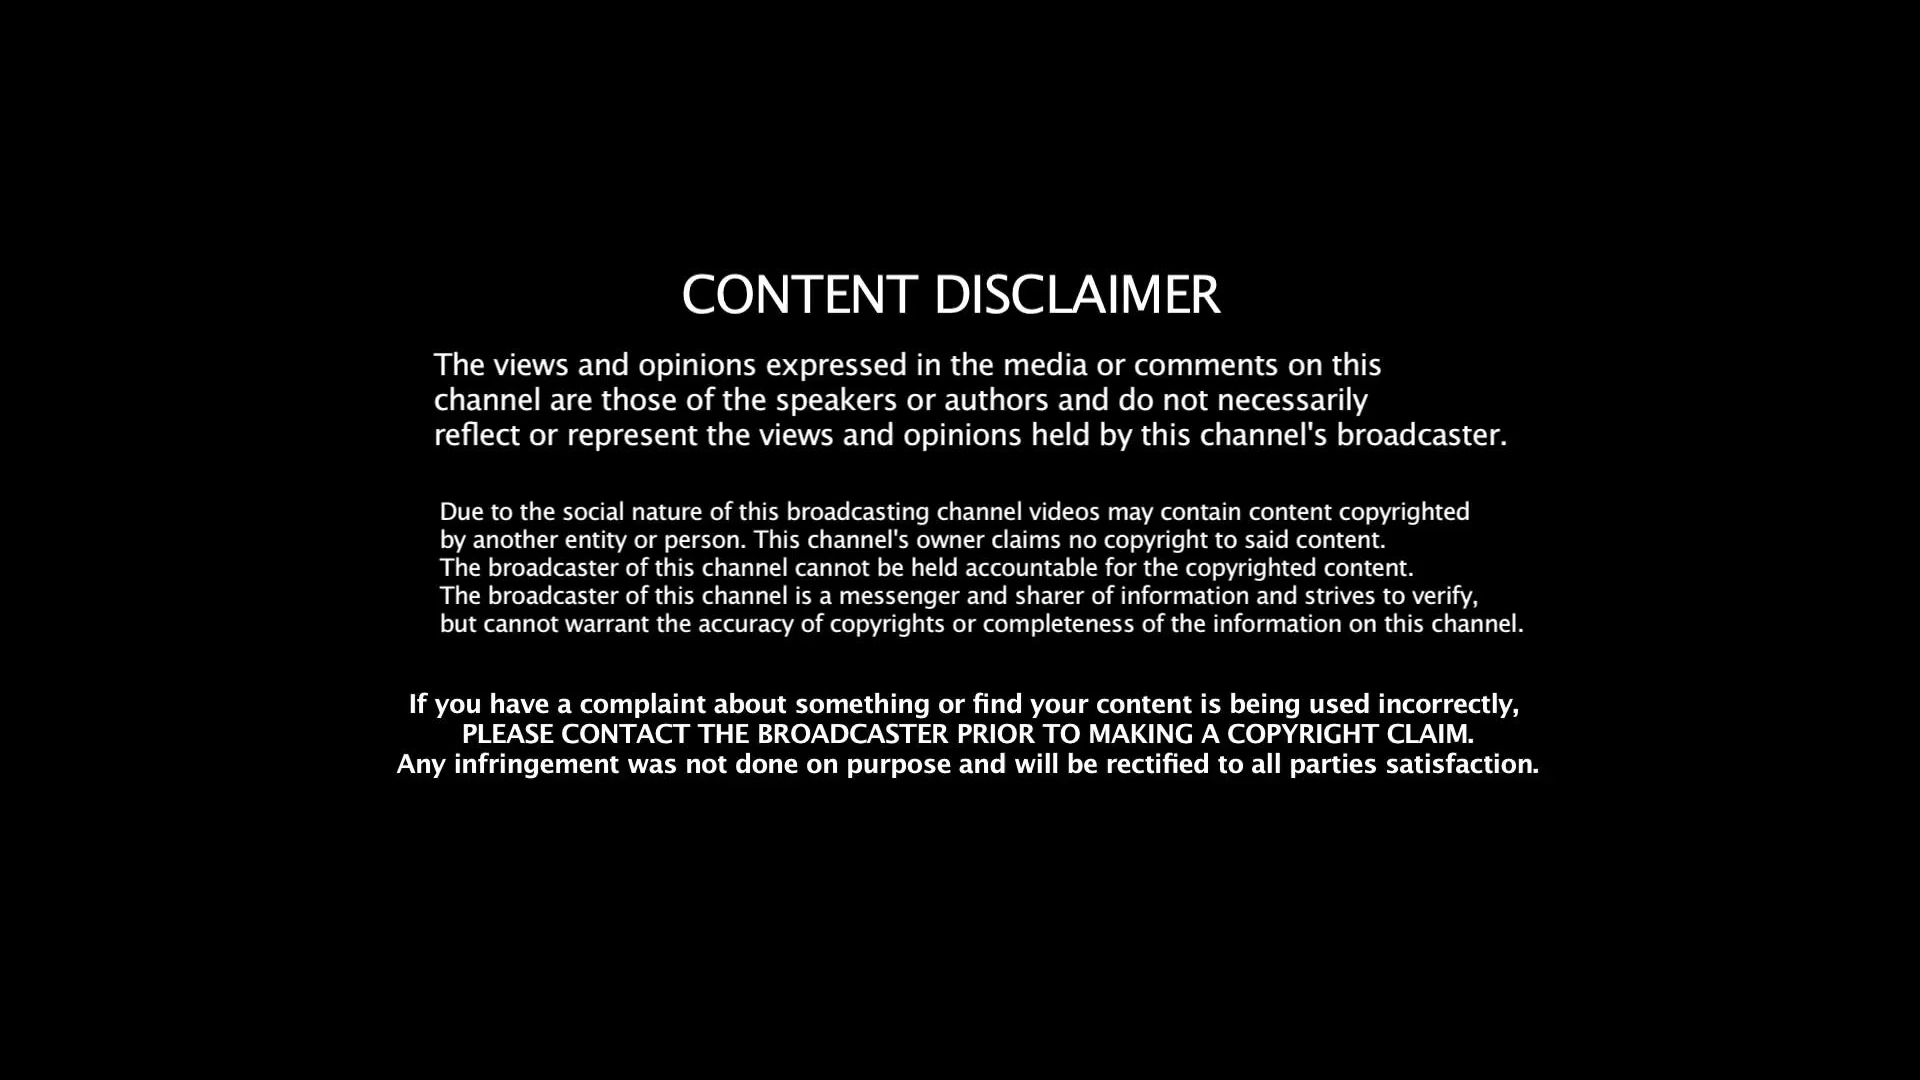 CONTENT DISCLAIMER
The views and opinions expressed in the media or comments on this
channel are those of the speakers or authors and do not necessarily
reflect or represent the views and opinions held by this channel's broadcaster.
Due to the social nature of this broadcasting channel videos may contain content copyrighted
by another entity or person. This channel's owner claims no copyright to said content.
The broadcaster of this channel cannot be held accountable for the copyrighted content.
The broadcaster of this channel is a messenger and sharer of information and strives to verify,
but cannot warrant the accuracy of copyrights or completeness of the information on this channel.
If you have a complaint about something or find your content is being used incorrectly,
PLEASE CONTACT THE BROADCASTER PRIOR TO MAKING A COPYRIGHT CLAIM.
Any infringement was not done on purpose and will be rectified to all parties satisfaction.